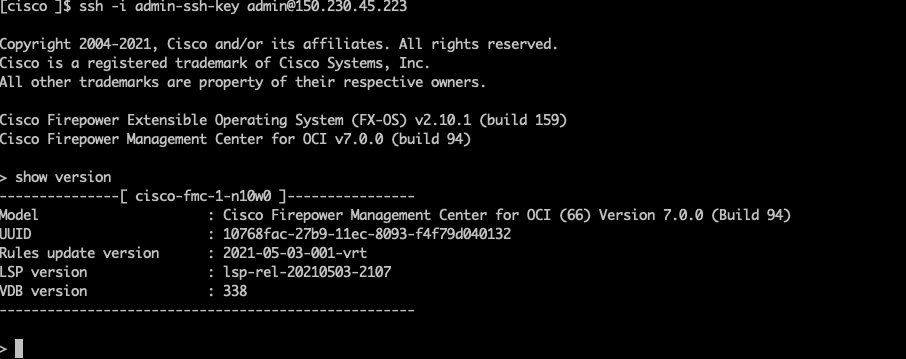 [cisco ]$ ssh -i admin-ssh-key admin@150.230.45.223
Copyright 2004-2021, Cisco and/or its affiliates. All rights reserved.
Cisco is a registered trademark of Cisco Systems, Inc.
All other trademarks are property of their respective owners.
Cisco Firepower Extensible Operating System (FX-OS) v2.10.1 (build 159)
Cisco Firepower Management Center for OCI v7.0.0 (build 94)
> show version
---------------[ cisco-fmc-1-n10w0 ]----------------
Model                     : Cisco Firepower Management Center for OCI (66) Version 7.0.0 (Build 94)
UUID                      : 10768fac-27b9-11ec-8093-f4f79d040132
Rules update version      : 2021-05-03-001-vrt
LSP version               : lsp-rel-20210503-2107
VDB version               : 338
----------------------------------------------------
>